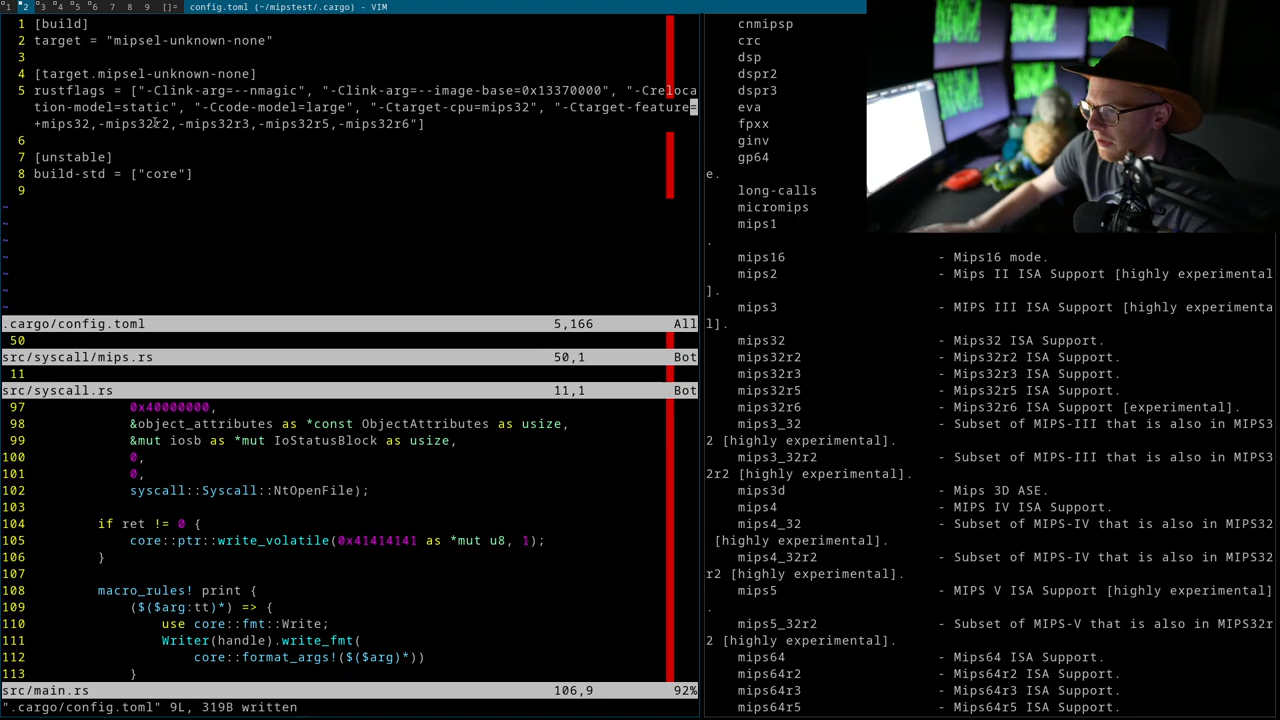 1 2 3 4 5 6 7 8 9 []= config.toml (~/mipstest/.cargo) - VIM
1 [build]
2 target = "mipsel-unknown-none"
3
4 [target.mipsel-unknown-none]
5 rustflags = ["-Clink-arg=--nmagic", "-Clink-arg=--image-base=0x13370000", "-Creloca
tion-model=static", "-Ccode-model=large", "-Ctarget-cpu=mips32", "-Ctarget-feature=
+mips32,-mips32r2,-mips32r3,-mips32r5,-mips32r6"]
6
7 [unstable]
8 build-std = ["core"]
9
~
~
~
~
~
~
~
.cargo/config.toml 5,166 All
50
src/syscall/mips.rs 50,1 Bot
11
src/syscall.rs 11,1 Bot
97 0x40000000,
98 &object_attributes as *const ObjectAttributes as usize,
99 &mut iosb as *mut IoStatusBlock as usize,
100 0,
101 0,
102 syscall::Syscall::NtOpenFile);
103
104 if ret != 0 {
105 core::ptr::write_volatile(0x41414141 as *mut u8, 1);
106 }
107
108 macro_rules! print {
109 ($($arg:tt)*) => {
110 use core::fmt::Write;
111 Writer(handle).write_fmt(
112 core::format_args!($($arg)*))
113 }
src/main.rs 106,9 92%
".cargo/config.toml" 9L, 319B written
cnmipsp
crc
dsp
dspr2
dspr3
eva
fpxx
ginv
gp64
e.
long-calls
micromips
mips1
.
mips16 - Mips16 mode.
mips2 - Mips II ISA Support [highly experimental
].
mips3 - MIPS III ISA Support [highly experimenta
l].
mips32 - Mips32 ISA Support.
mips32r2 - Mips32r2 ISA Support.
mips32r3 - Mips32r3 ISA Support.
mips32r5 - Mips32r5 ISA Support.
mips32r6 - Mips32r6 ISA Support [experimental].
mips3_32 - Subset of MIPS-III that is also in MIPS3
2 [highly experimental].
mips3_32r2 - Subset of MIPS-III that is also in MIPS3
2r2 [highly experimental].
mips3d - Mips 3D ASE.
mips4 - MIPS IV ISA Support.
mips4_32 - Subset of MIPS-IV that is also in MIPS32
[highly experimental].
mips4_32r2 - Subset of MIPS-IV that is also in MIPS32
r2 [highly experimental].
mips5 - MIPS V ISA Support [highly experimental]
.
mips5_32r2 - Subset of MIPS-V that is also in MIPS32r
2 [highly experimental].
mips64 - Mips64 ISA Support.
mips64r2 - Mips64r2 ISA Support.
mips64r3 - Mips64r3 ISA Support.
mips64r5 - Mips64r5 ISA Support.